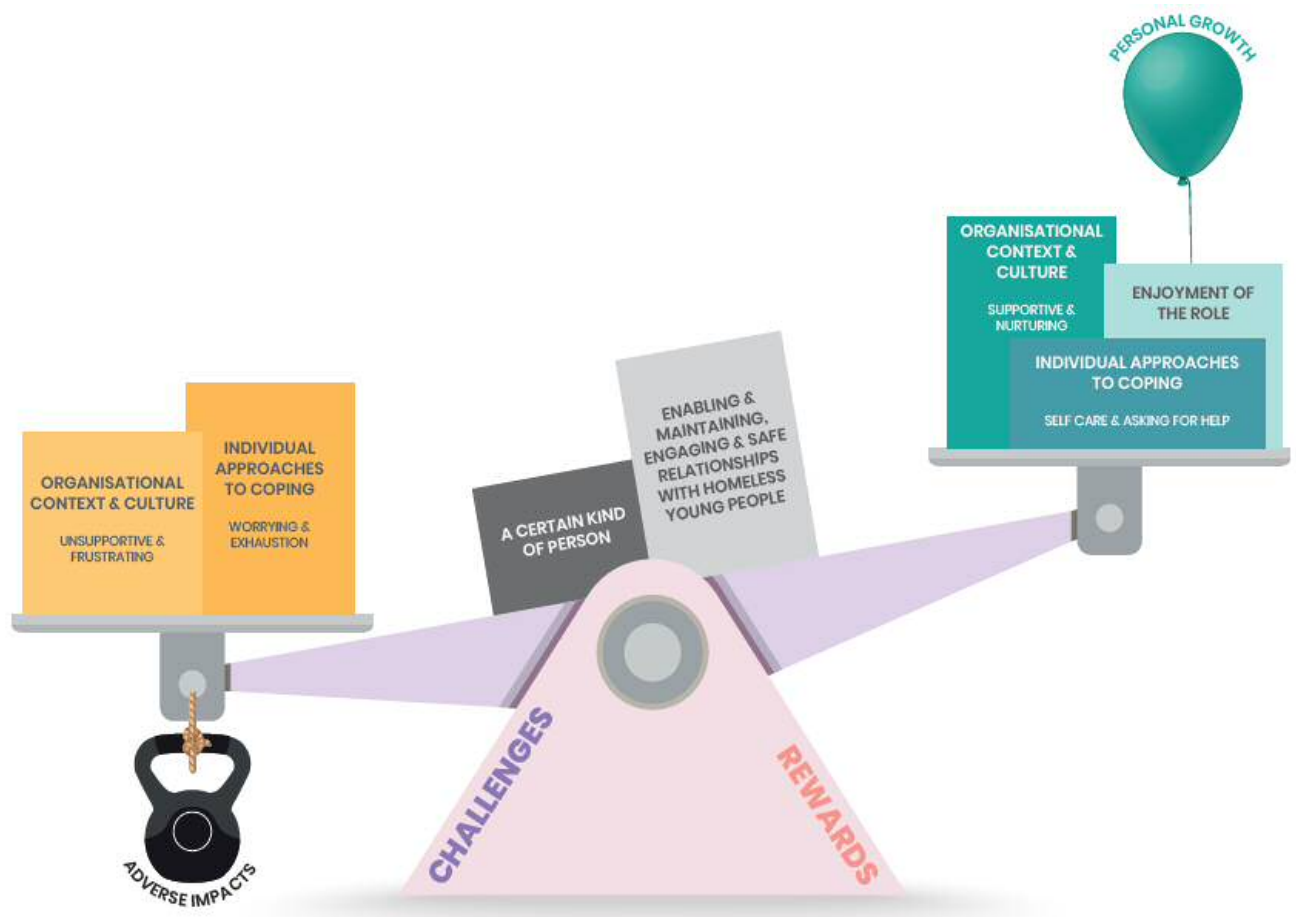 PERSONAL GROWTH
ORGANISATIONAL
CONTEXT &
CULTURE
SUPPORTIVE &
NURTURING
ENJOYMENT OF
THE ROLE
INDIVIDUAL APPROACHES
TO COPING
SELF CARE & ASKING FOR HELP
ENABLING &
MAINTAINING,
ENGAGING & SAFE
RELATIONSHIPS
WITH HOMELESS
YOUNG PEOPLE
A CERTAIN KIND
OF PERSON
INDIVIDUAL
APPROACHES
TO COPING
WORRYING &
EXHAUSTION
ORGANISATIONAL
CONTEXT & CULTURE
UNSUPPORTIVE &
FRUSTRATING
CHALLENGES
REWARDS
ADVERSE IMPACTS